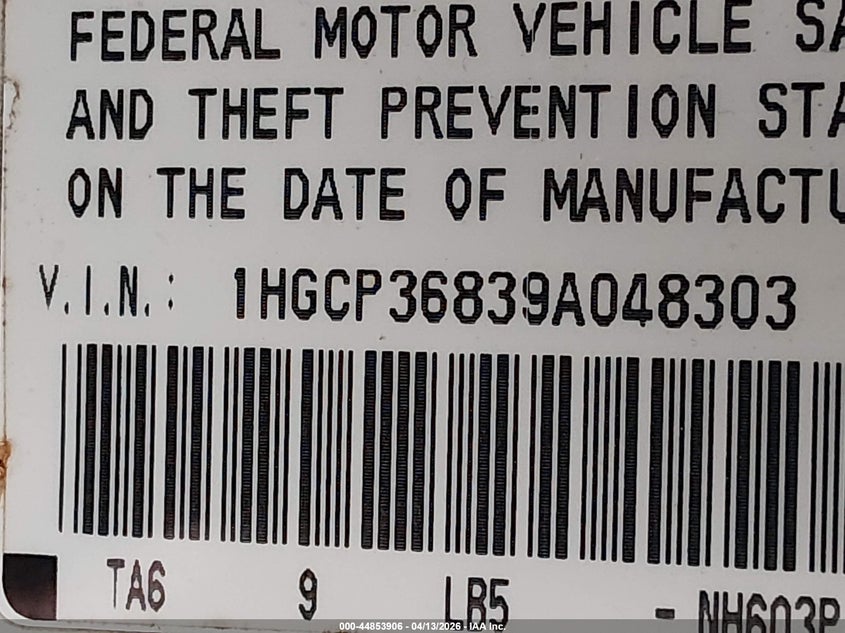 FEDERAL MOTOR VEHICLE SA
AND THEFT PREVENTION STA
ON THE DATE OF MANUFACTU
V.I.N.: 1HGCP36839A048303
TA6 9 LB5 - NH603P
000-44853906 - 04/13/2026 - IAA Inc.